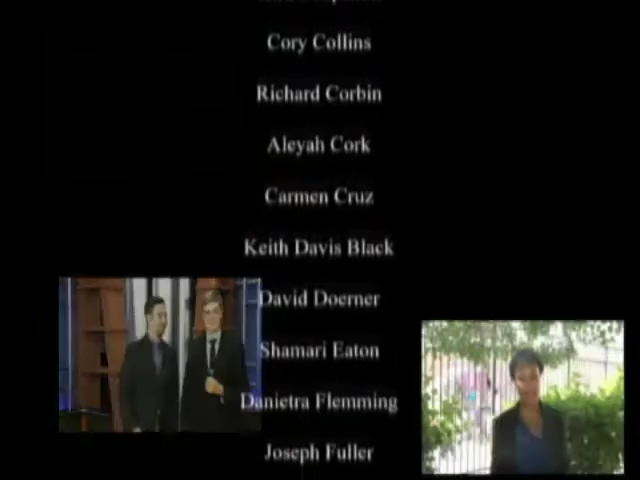 Cory Collins
Richard Corbin
Aleyah Cork
Carmen Cruz
Keith Davis Black
David Doerner
Shamari Eaton
Danietra Flemming
Joseph Fuller